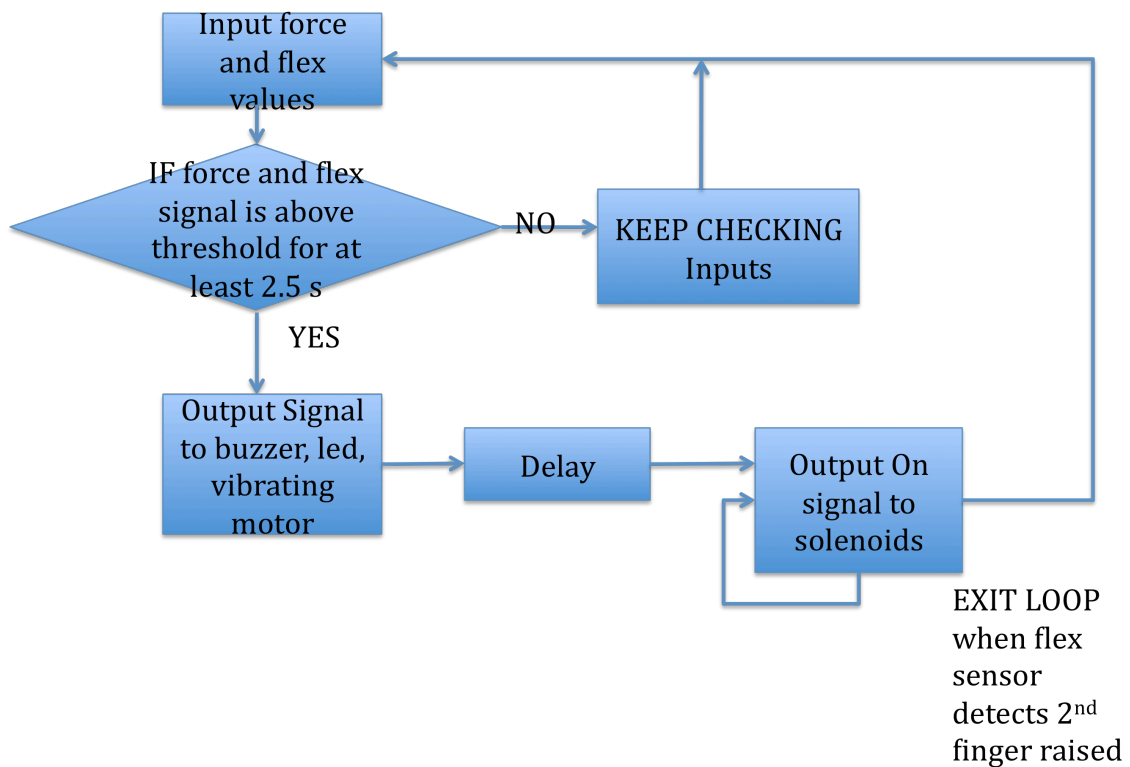 Input force
and flex
values
IF force and flex
signal is above
threshold for at
least 2.5 s
NO
KEEP CHECKING
Inputs
YES
Output Signal
to buzzer, led,
vibrating
motor
Delay
Output On
signal to
solenoids
EXIT LOOP
when flex
sensor
detects 2nd
finger raised